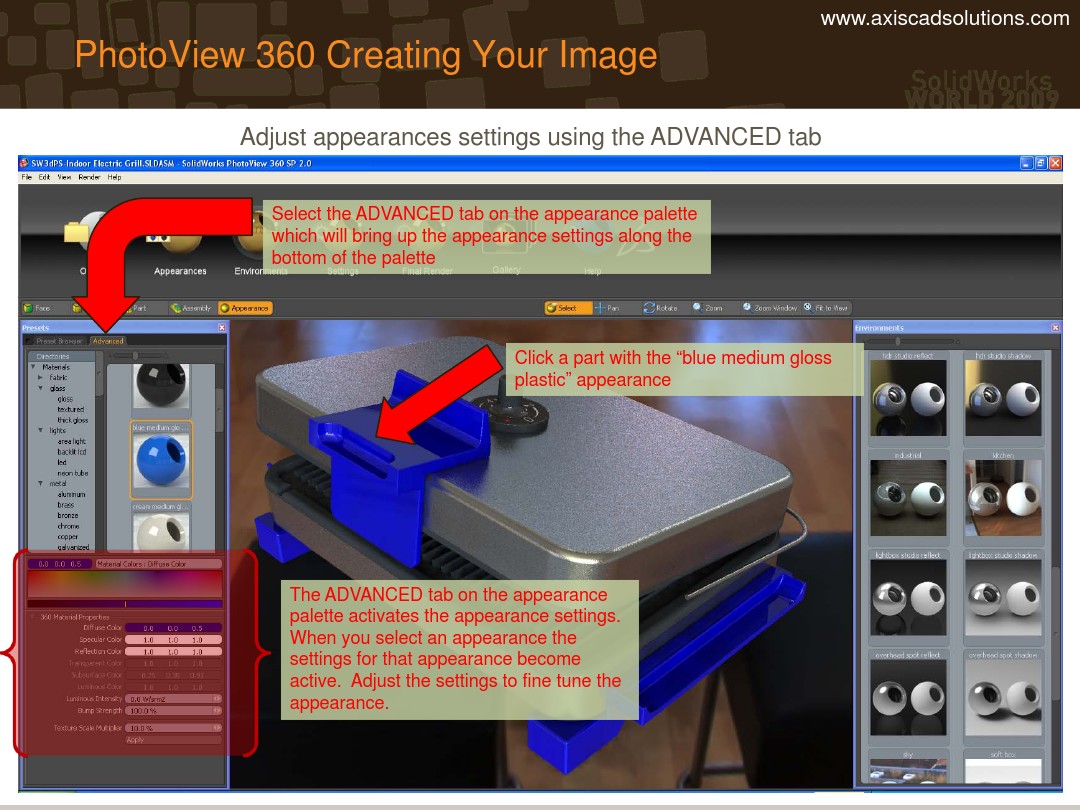 www.axiscadsolutions.com
PhotoView 360 Creating Your Image
SolidWorks
WORLD 2009
Adjust appearances settings using the ADVANCED tab
SW3dPS-Indoor Electric Grill.SLDASM - SolidWorks PhotoView 360 SP 2.0
File Edit View Render Help
Select the ADVANCED tab on the appearance palette
which will bring up the appearance settings along the
bottom of the palette
Appearances Environments Settings Final Render Gallery Help
Face Part Assembly Appearance Select Pan Rotate Zoom Zoom Window Fit to View
Presets
Environments
Preset Browser Advanced
Directories
Materials
Fabric
glass
gloss
textured
thick gloss
lights
area light
backlit lcd
led
neon tube
metal
aluminum
brass
bronze
chrome
copper
galvanized
blue medium glo...
cream medium g...
Click a part with the “blue medium gloss
plastic” appearance
hdr studio reflect hdr studio shadow
industrial kitchen
lightbox studio reflect lightbox studio shadow
overhead spot reflect overhead spot shadow
sky soft box
0.0 0.0 0.5 Material Colors : Diffuse Color
360 Material Properties
Diffuse Color 0.0 0.0 0.5
Specular Color 1.0 1.0 1.0
Reflection Color 1.0 1.0 1.0
Transparent Color 1.0 1.0 1.0
Subsurface Color
Luminous Color 1.0 1.0 1.0
Luminous Intensity 0.0 W/srm2
Bump Strength 100.0 %
Texture Scale Multiplier 10.0 %
Apply
The ADVANCED tab on the appearance
palette activates the appearance settings.
When you select an appearance the
settings for that appearance become
active. Adjust the settings to fine tune the
appearance.